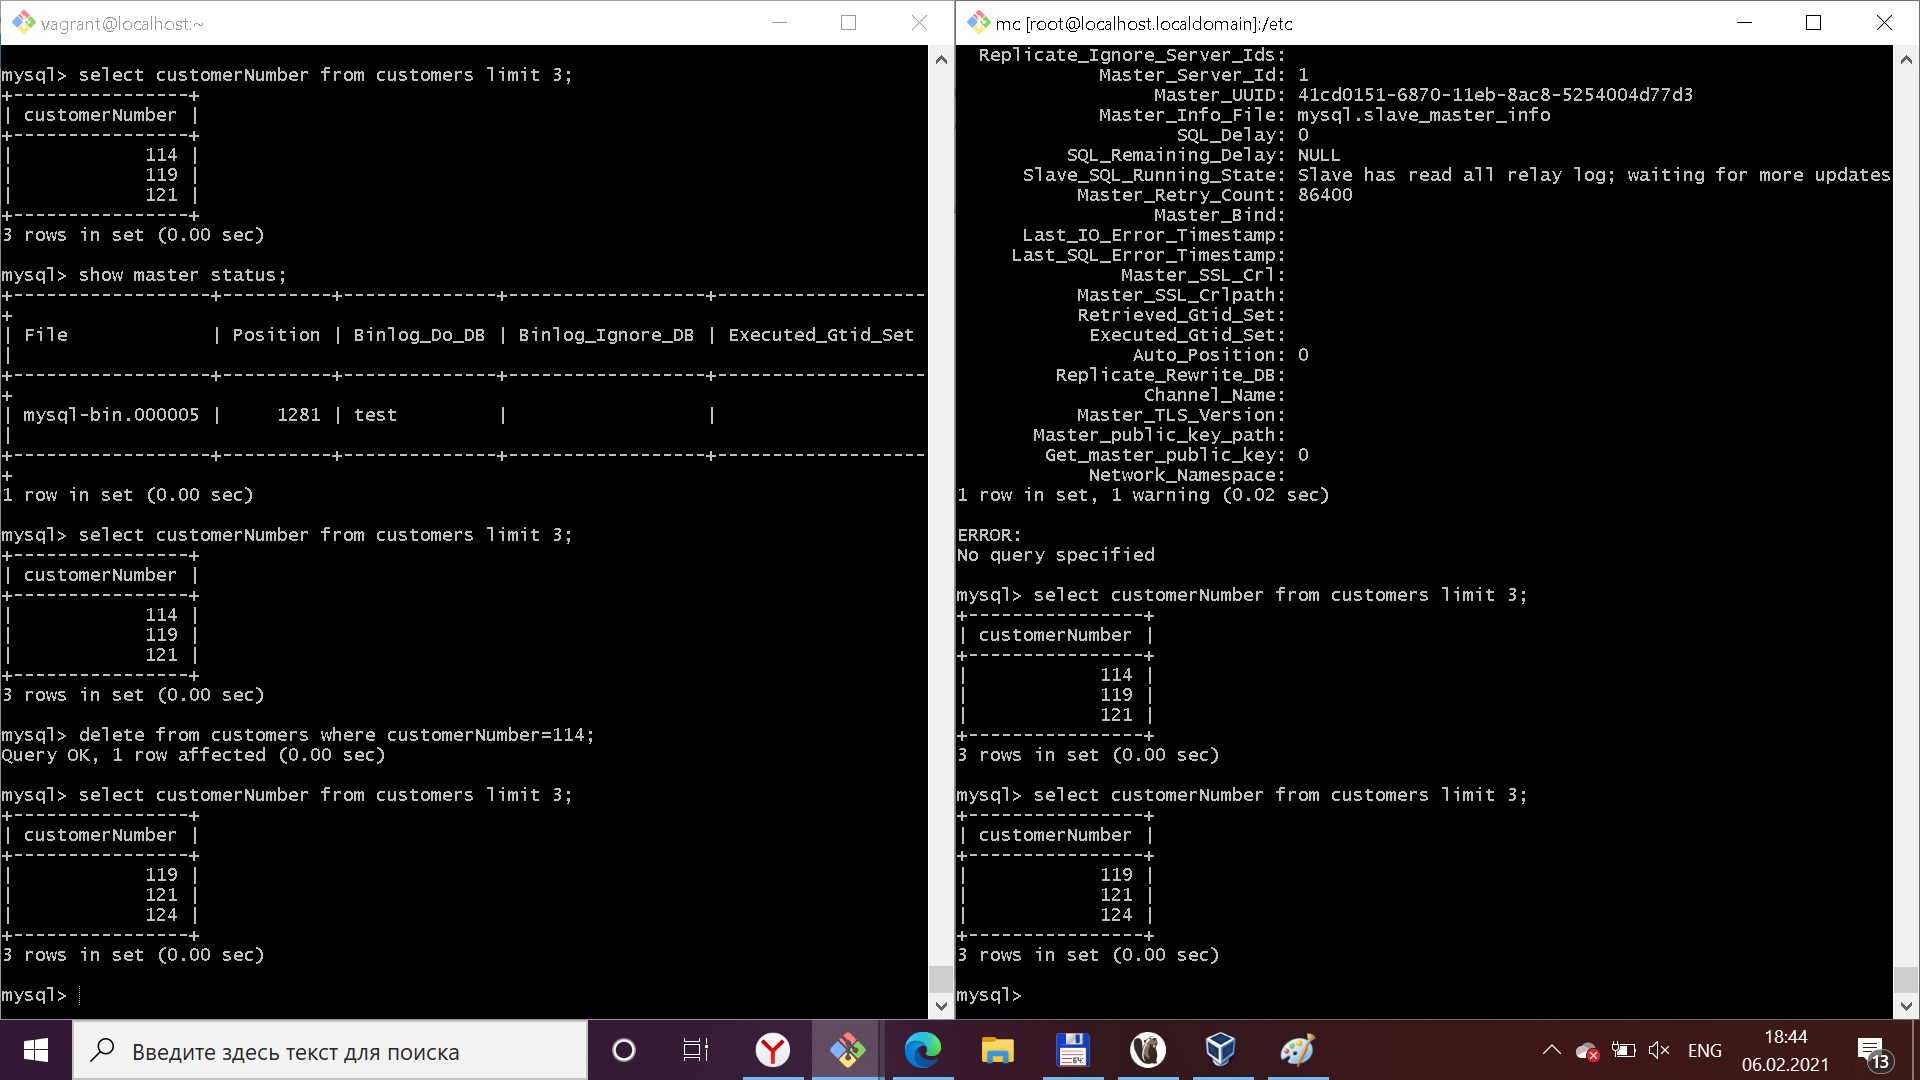 vagrant@localhost:~
mysql> select customerNumber from customers limit 3;
+----------------+
| customerNumber |
+----------------+
|            114 |
|            119 |
|            121 |
+----------------+
3 rows in set (0.00 sec)
mysql> show master status;
+------------------+----------+--------------+------------------+-------------------
+
| File             | Position | Binlog_Do_DB | Binlog_Ignore_DB | Executed_Gtid_Set
|
+------------------+----------+--------------+------------------+-------------------
+
| mysql-bin.000005 |     1281 | test         |                  |
|
+------------------+----------+--------------+------------------+-------------------
+
1 row in set (0.00 sec)
mysql> select customerNumber from customers limit 3;
+----------------+
| customerNumber |
+----------------+
|            114 |
|            119 |
|            121 |
+----------------+
3 rows in set (0.00 sec)
mysql> delete from customers where customerNumber=114;
Query OK, 1 row affected (0.00 sec)
mysql> select customerNumber from customers limit 3;
+----------------+
| customerNumber |
+----------------+
|            119 |
|            121 |
|            124 |
+----------------+
3 rows in set (0.00 sec)
mysql>
mc [root@localhost.localdomain]:/etc
Replicate_Ignore_Server_Ids:
Master_Server_Id: 1
Master_UUID: 41cd0151-6870-11eb-8ac8-5254004d77d3
Master_Info_File: mysql.slave_master_info
SQL_Delay: 0
SQL_Remaining_Delay: NULL
Slave_SQL_Running_State: Slave has read all relay log; waiting for more updates
Master_Retry_Count: 86400
Master_Bind:
Last_IO_Error_Timestamp:
Last_SQL_Error_Timestamp:
Master_SSL_Crl:
Master_SSL_Crlpath:
Retrieved_Gtid_Set:
Executed_Gtid_Set:
Auto_Position: 0
Replicate_Rewrite_DB:
Channel_Name:
Master_TLS_Version:
Master_public_key_path:
Get_master_public_key: 0
Network_Namespace:
1 row in set, 1 warning (0.02 sec)
ERROR:
No query specified
mysql> select customerNumber from customers limit 3;
+----------------+
| customerNumber |
+----------------+
|            114 |
|            119 |
|            121 |
+----------------+
3 rows in set (0.00 sec)
mysql> select customerNumber from customers limit 3;
+----------------+
| customerNumber |
+----------------+
|            119 |
|            121 |
|            124 |
+----------------+
3 rows in set (0.00 sec)
mysql>
Введите здесь текст для поиска
64
ENG
18:44
06.02.2021
13